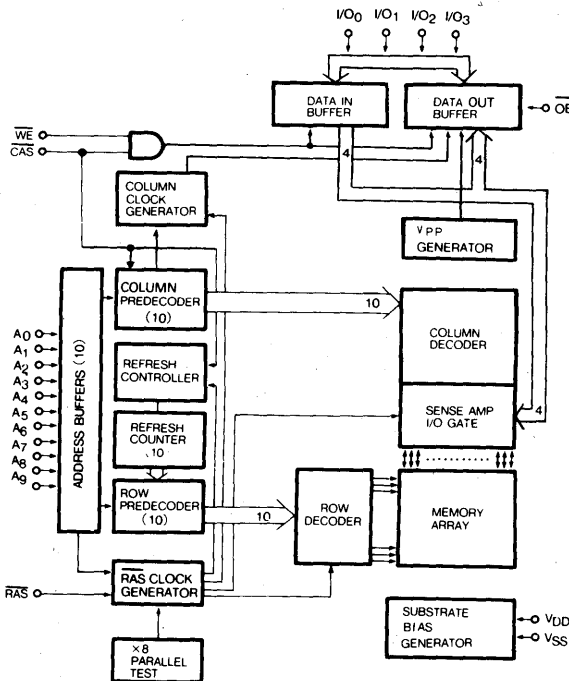 I/O0 I/O1 I/O2 I/O3
DATA IN
BUFFER
DATA OUT
BUFFER
OE
WE
CAS
4
4
COLUMN
CLOCK
GENERATOR
VPP
GENERATOR
COLUMN
PREDECODER
(10)
10
COLUMN
DECODER
ADDRESS BUFFERS (10)
A0
A1
A2
A3
A4
A5
A6
A7
A8
A9
REFRESH
CONTROLLER
SENSE AMP
I/O GATE
4
REFRESH
COUNTER
10
ROW
PREDECODER
(10)
10
ROW
DECODER
MEMORY
ARRAY
RAS
RAS CLOCK
GENERATOR
SUBSTRATE
BIAS
GENERATOR
VDD
VSS
×8
PARALLEL
TEST